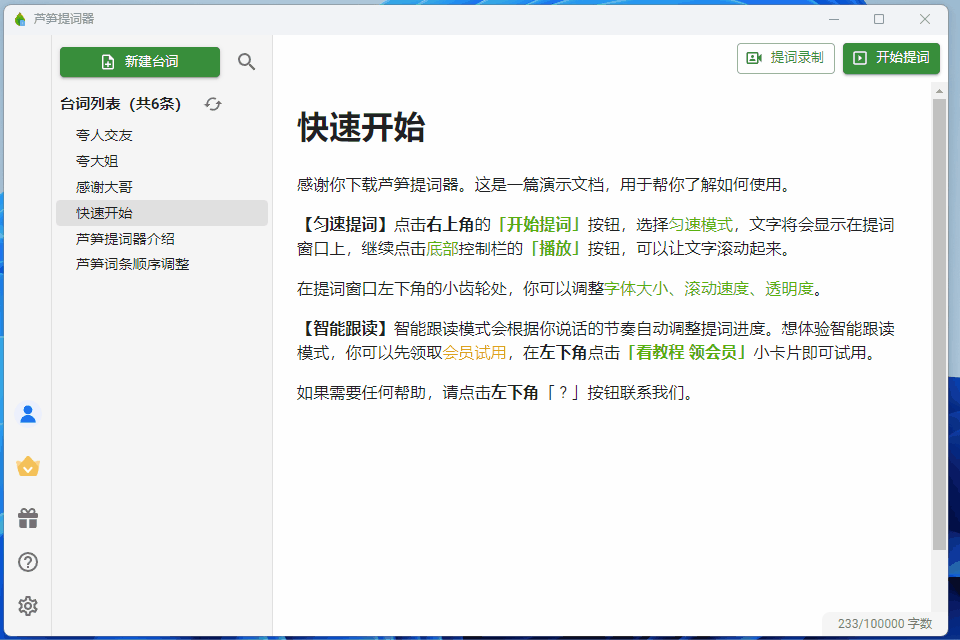 芦笋提词器
新建台词
台词列表（共6条）
夸人交友
夸大姐
感谢大哥
快速开始
芦笋提词器介绍
芦笋词条顺序调整
提词录制
开始提词
快速开始
感谢你下载芦笋提词器。这是一篇演示文档，用于帮你了解如何使用。
【匀速提词】点击右上角的「开始提词」按钮，选择匀速模式，文字将会显示在提词
窗口上，继续点击底部控制栏的「播放」按钮，可以让文字滚动起来。
在提词窗口左下角的小齿轮处，你可以调整字体大小、滚动速度、透明度。
【智能跟读】智能跟读模式会根据你说话的节奏自动调整提词进度。想体验智能跟读
模式，你可以先领取会员试用，在左下角点击「看教程 领会员」小卡片即可试用。
如果需要任何帮助，请点击左下角「？」按钮联系我们。
233/100000 字数